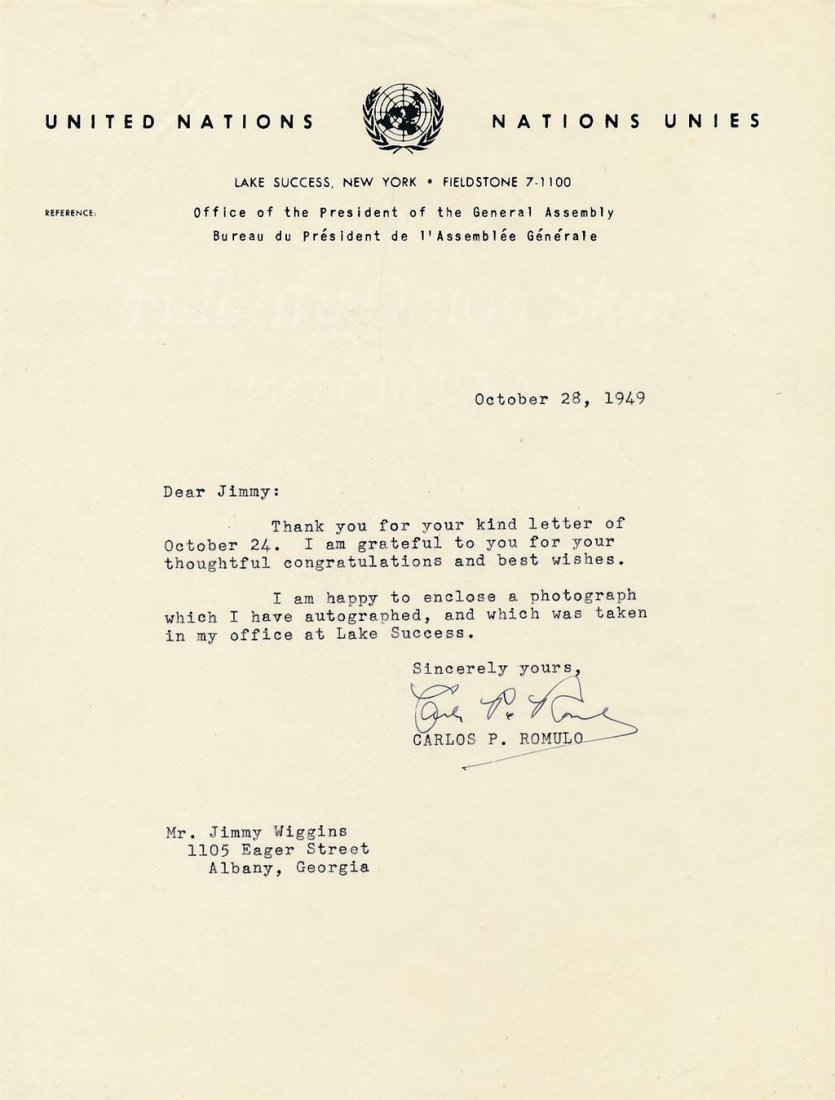 UNITED NATIONS NATIONS UNIES
LAKE SUCCESS, NEW YORK • FIELDSTONE 7-1100
REFERENCE: Office of the President of the General Assembly
Bureau du Président de l'Assemblée Générale
October 28, 1949
Dear Jimmy:
Thank you for your kind letter of
October 24. I am grateful to you for your
thoughtful congratulations and best wishes.
I am happy to enclose a photograph
which I have autographed, and which was taken
in my office at Lake Success.
Sincerely yours,
Carlos P. Romulo
CARLOS P. ROMULO
Mr. Jimmy Wiggins
1105 Eager Street
Albany, Georgia